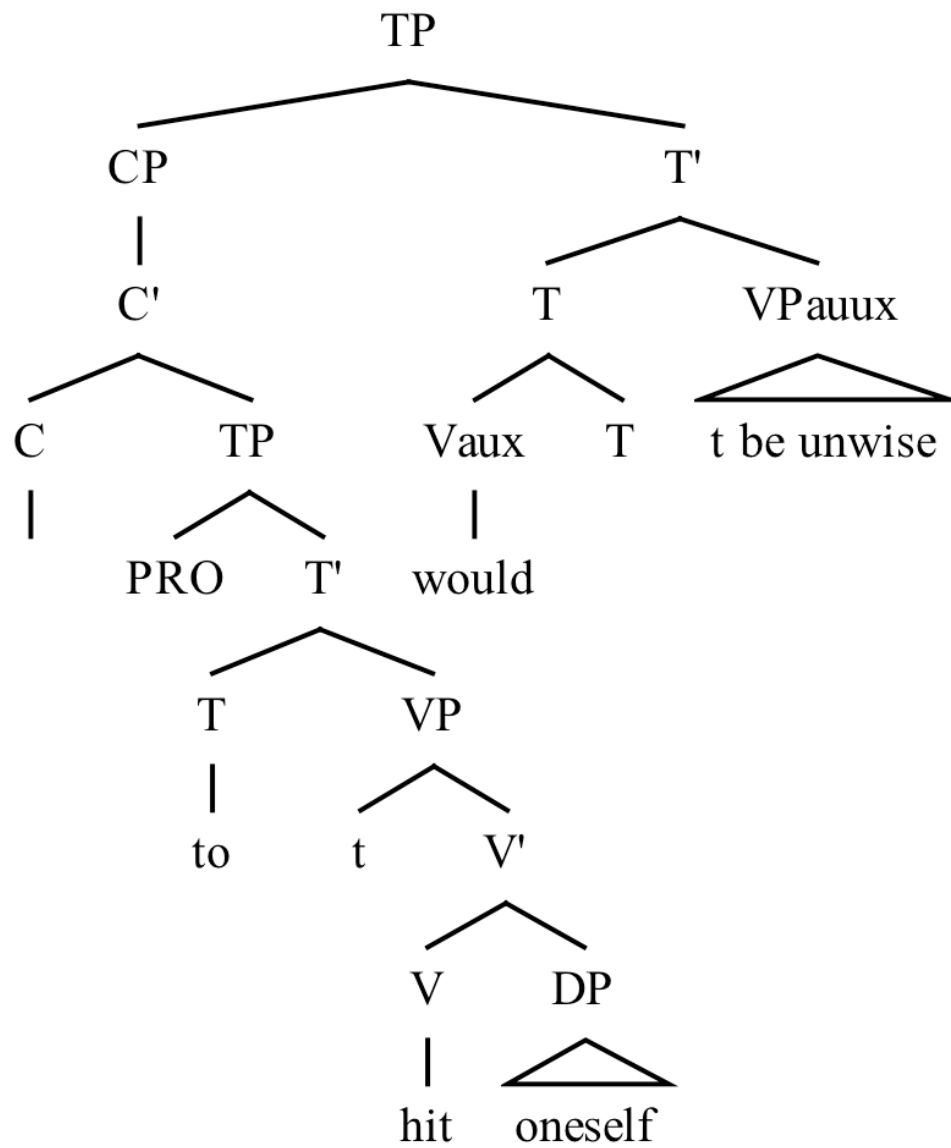 TP
CP T'
C' T VPauux
C TP Vaux T t be unwise
PRO T' would
T VP
to t V'
V DP
hit oneself